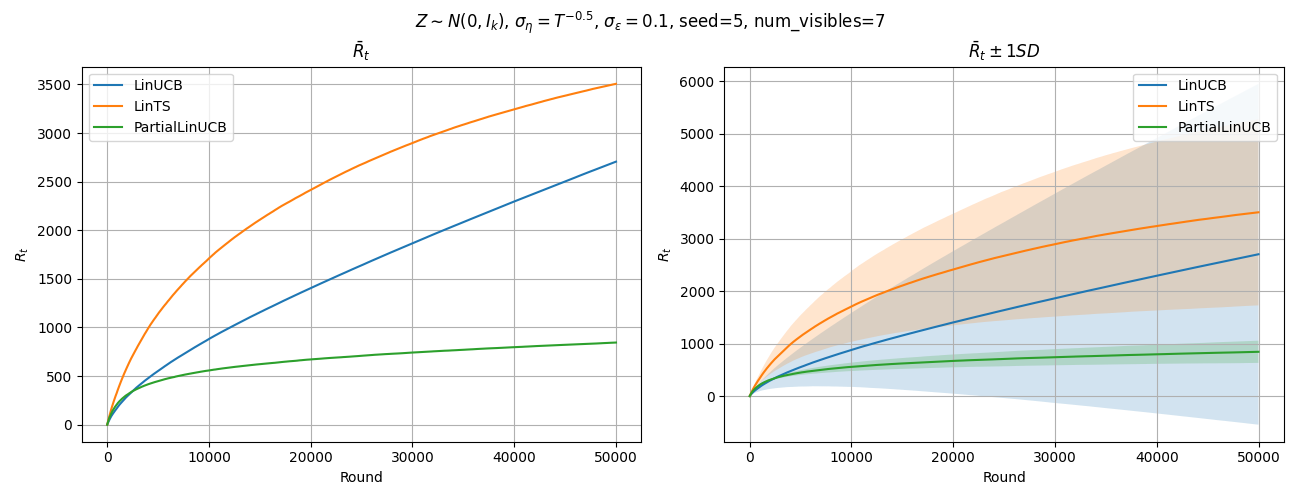 Z ∼ N(0, I_k), σ_η = T^{−0.5}, σ_ε = 0.1, seed=5, num_visibles=7
R̄_t
R_t
3500
3000
2500
2000
1500
1000
500
0
LinUCB
LinTS
PartialLinUCB
0 10000 20000 30000 40000 50000
Round
R̄_t ± 1SD
R_t
6000
5000
4000
3000
2000
1000
0
LinUCB
LinTS
PartialLinUCB
0 10000 20000 30000 40000 50000
Round